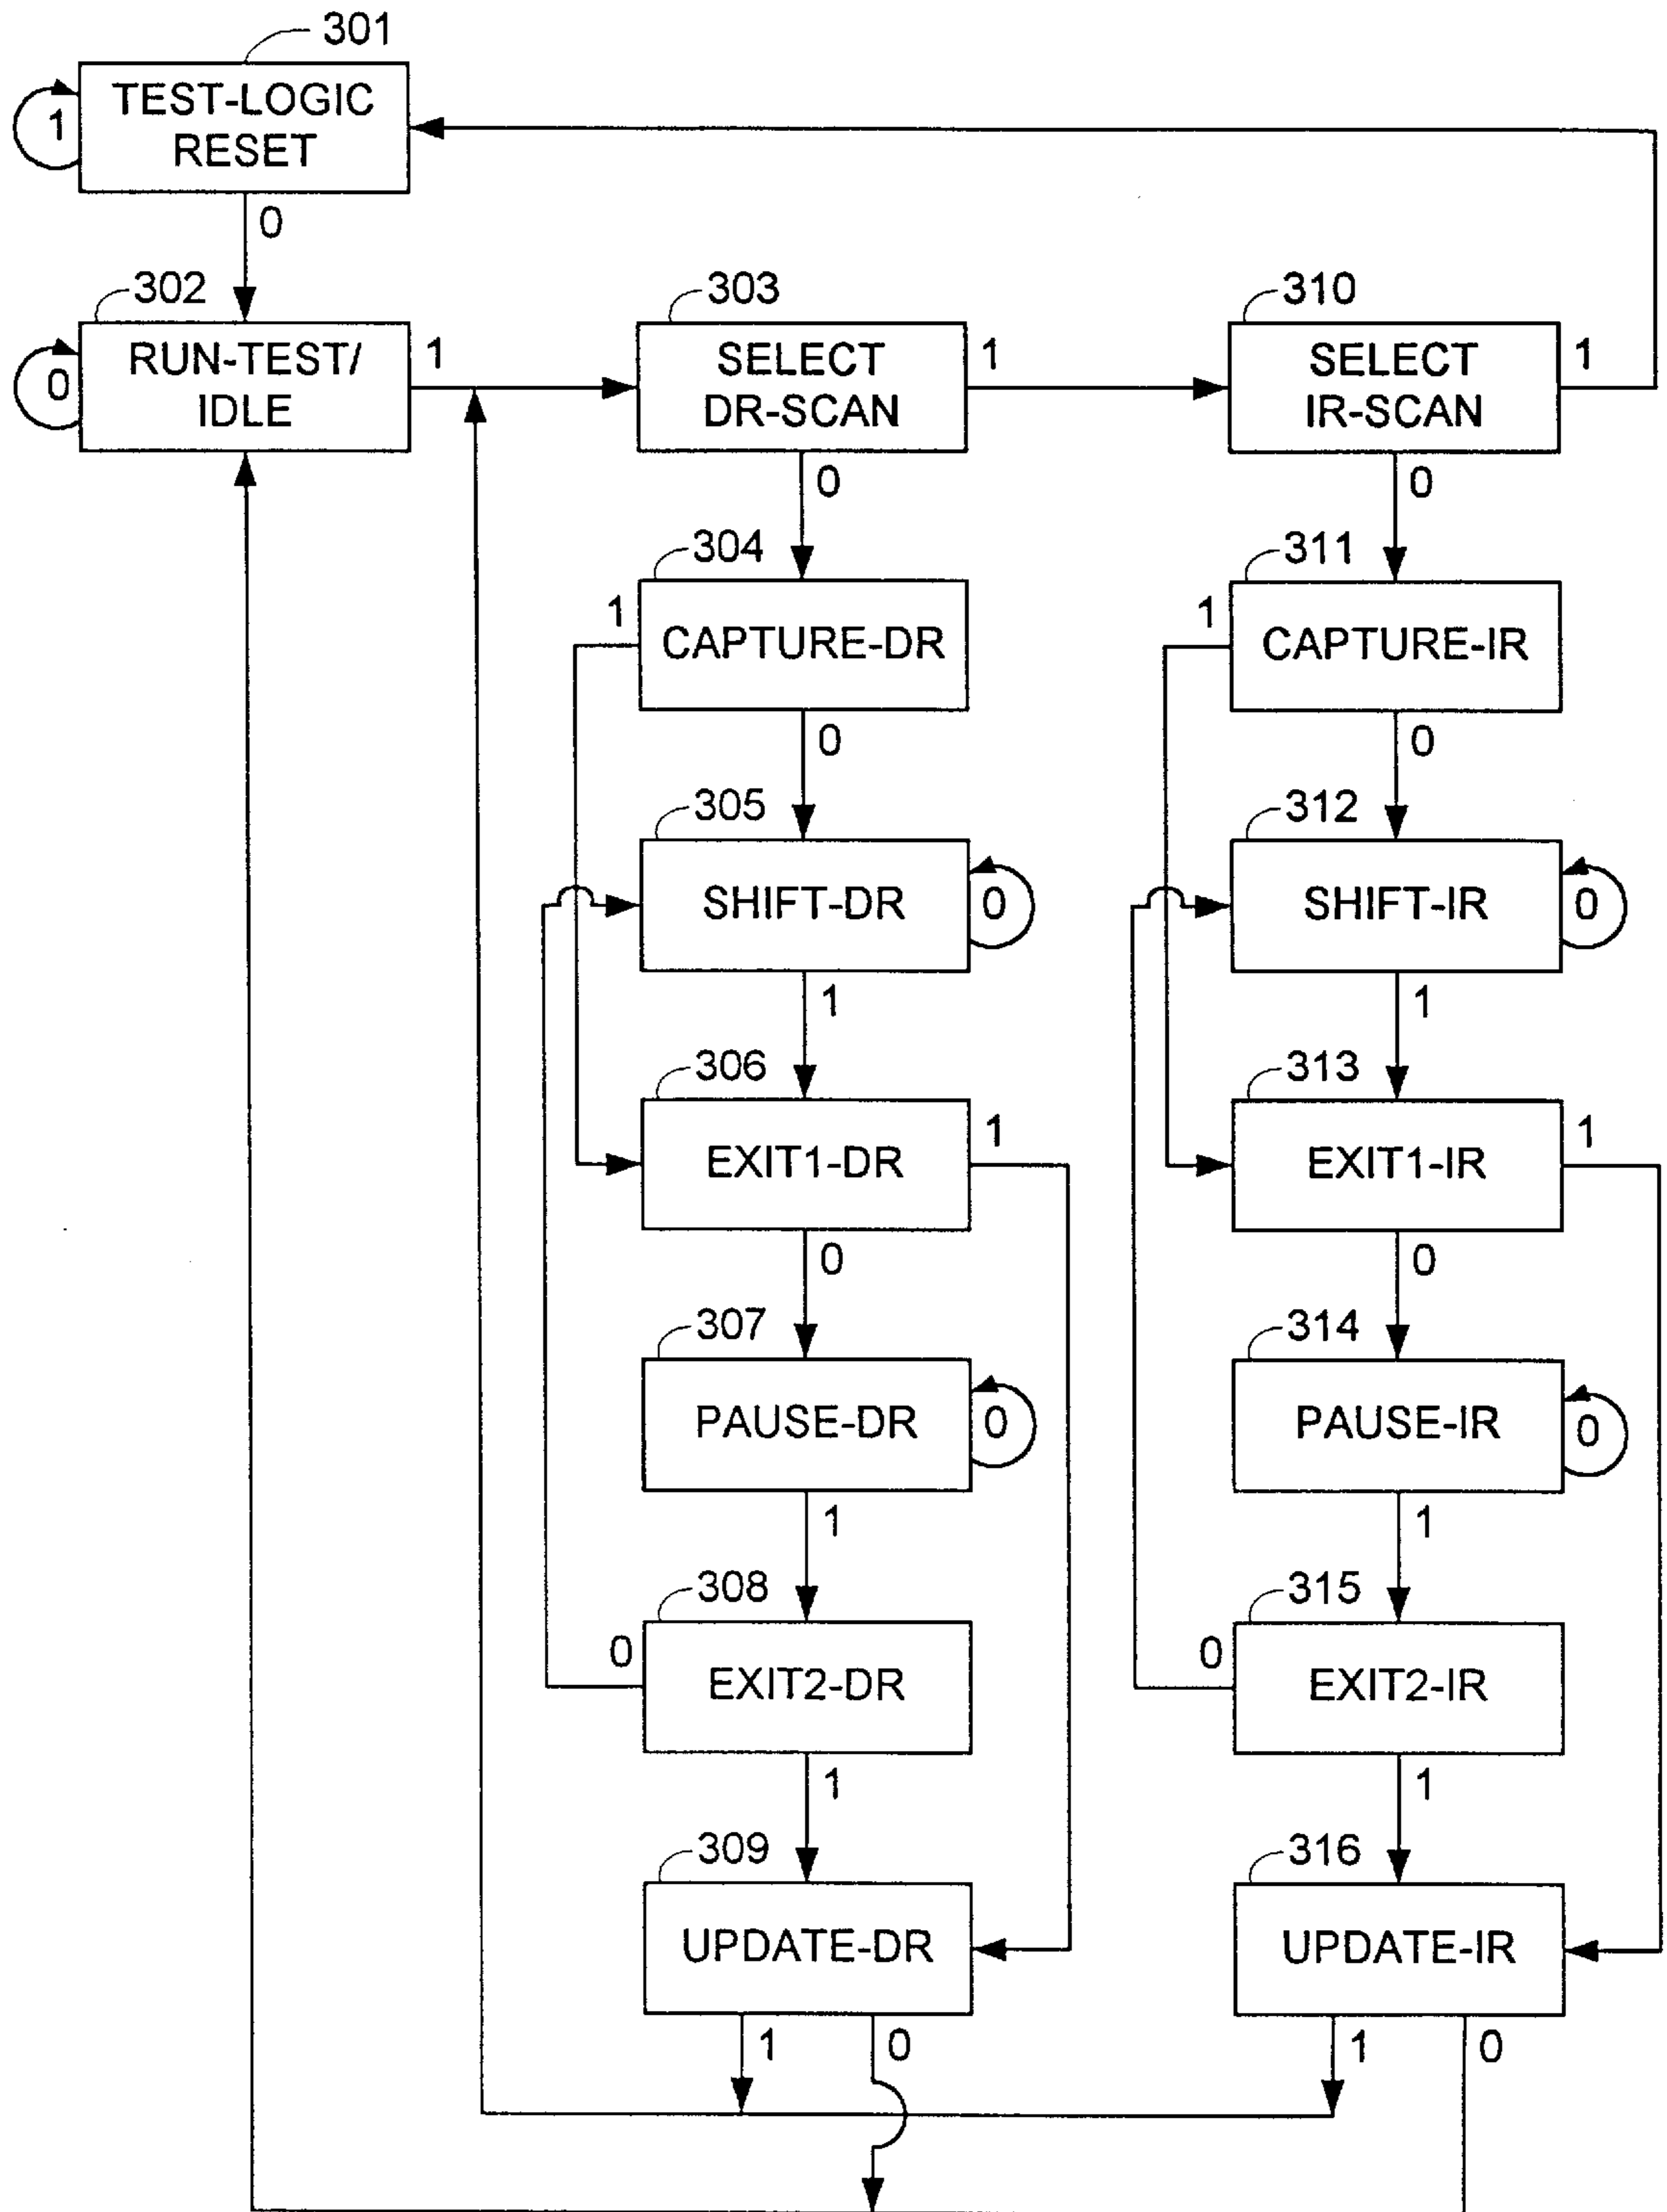 301
TEST-LOGIC
RESET
1
0
302
RUN-TEST/
IDLE
0
1
303
SELECT
DR-SCAN
1
0
310
SELECT
IR-SCAN
1
0
304
1
CAPTURE-DR
0
311
1
CAPTURE-IR
0
305
SHIFT-DR
0
1
312
SHIFT-IR
0
1
306
EXIT1-DR
1
0
313
EXIT1-IR
1
0
307
PAUSE-DR
0
1
314
PAUSE-IR
0
1
308
0
EXIT2-DR
1
315
0
EXIT2-IR
1
309
UPDATE-DR
1
0
316
UPDATE-IR
1
0